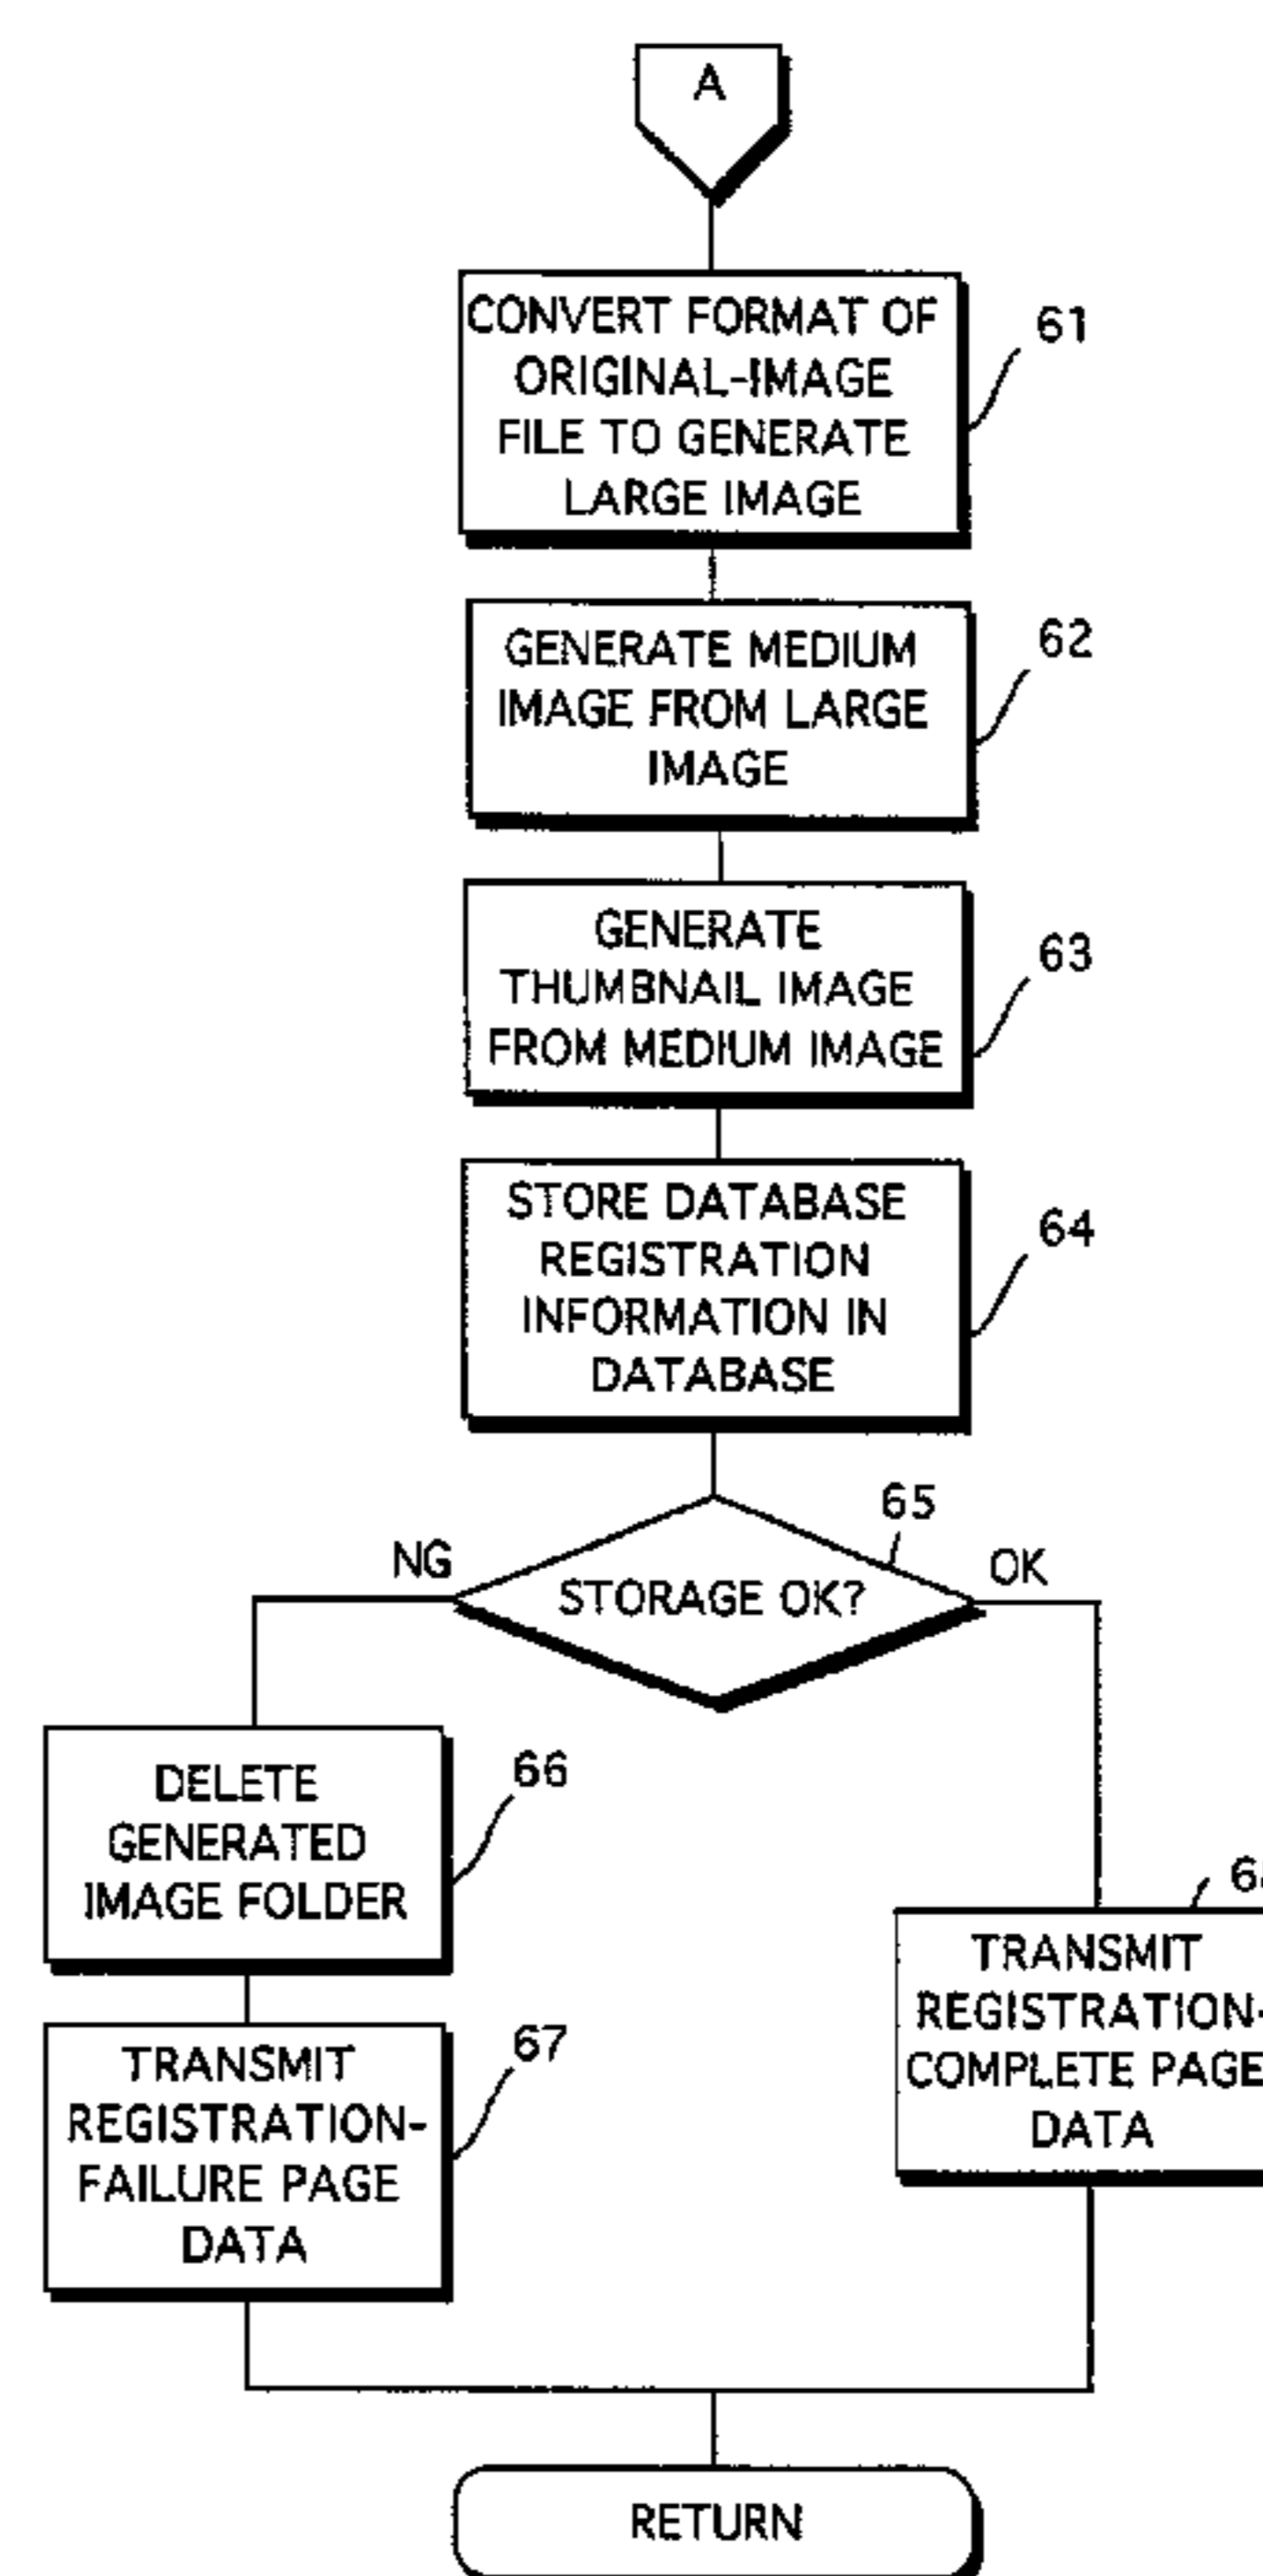 A
CONVERT FORMAT OF
ORIGINAL-IMAGE
FILE TO GENERATE
LARGE IMAGE
61
GENERATE MEDIUM
IMAGE FROM LARGE
IMAGE
62
GENERATE
THUMBNAIL IMAGE
FROM MEDIUM IMAGE
63
STORE DATABASE
REGISTRATION
INFORMATION IN
DATABASE
64
65
NG
STORAGE OK?
OK
DELETE
GENERATED
IMAGE FOLDER
66
TRANSMIT
REGISTRATION-
FAILURE PAGE
DATA
67
TRANSMIT
REGISTRATION-
COMPLETE PAGE
DATA
RETURN